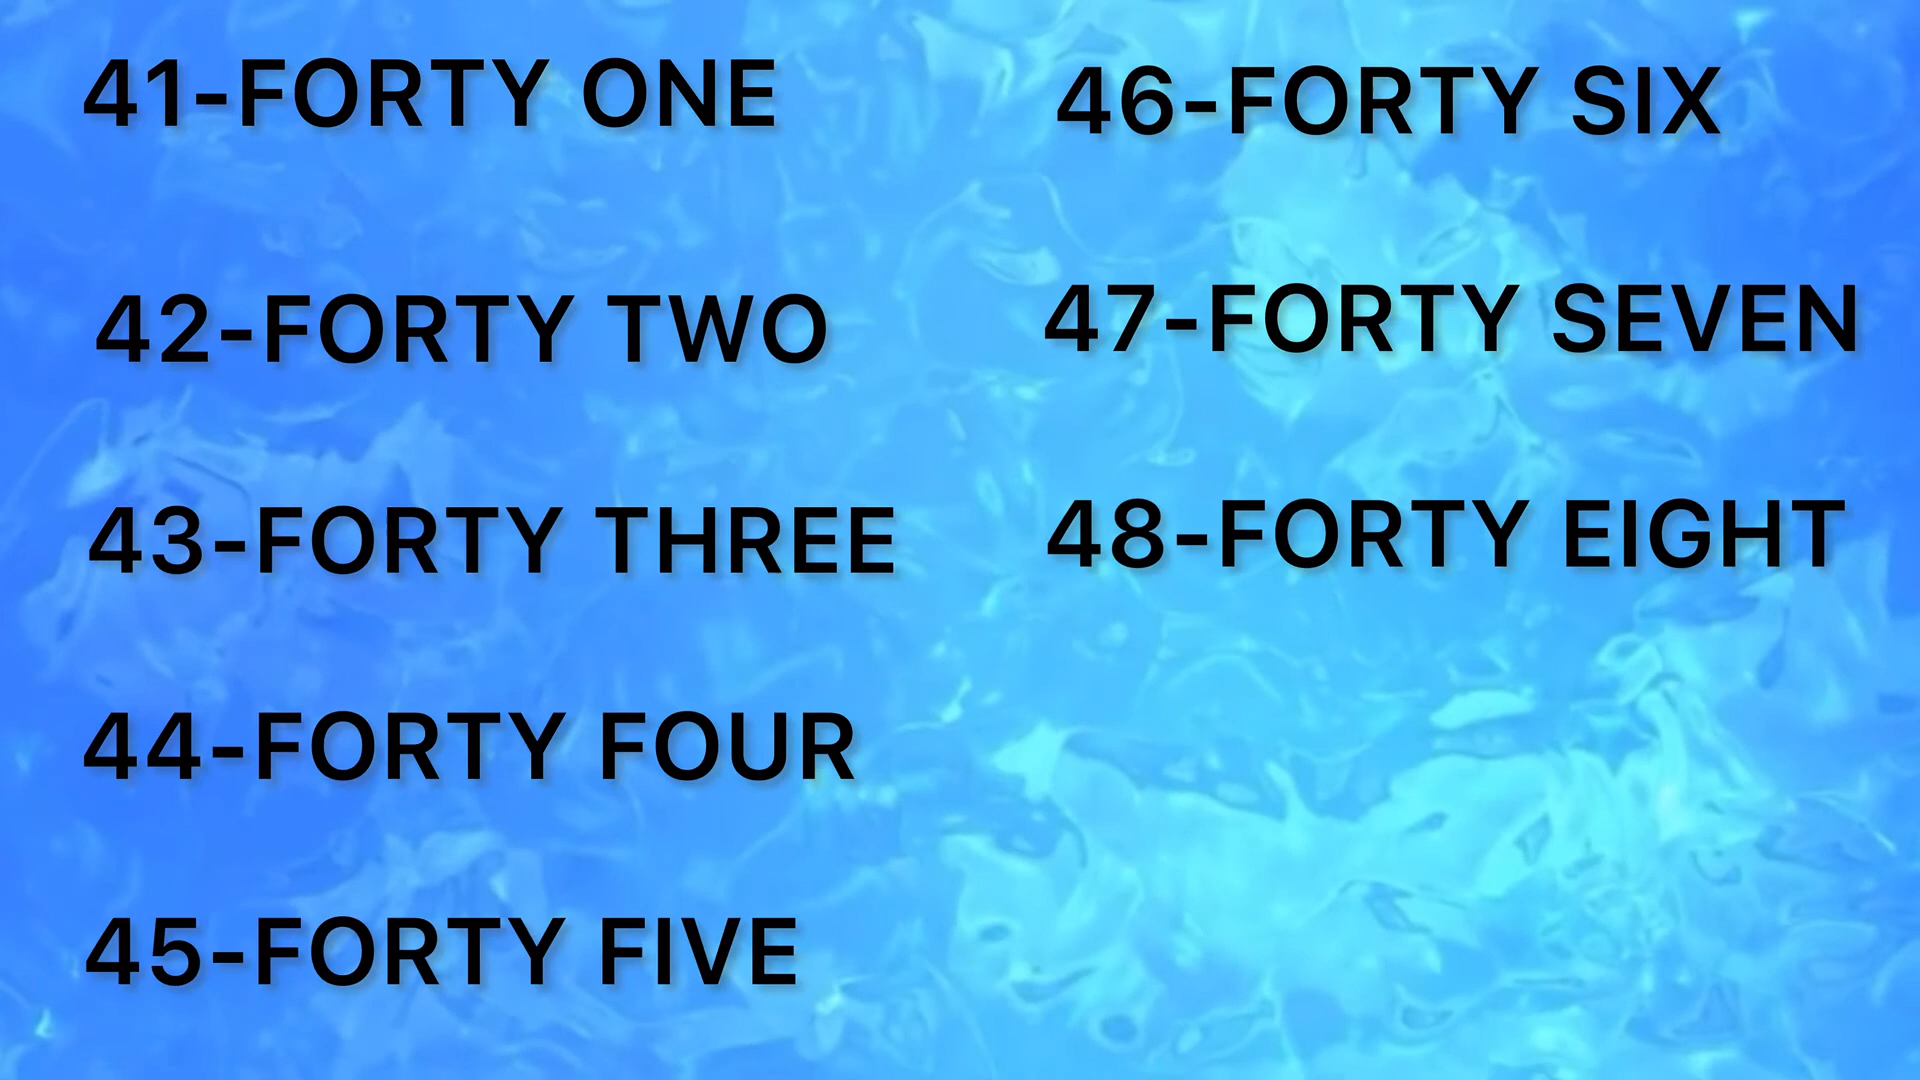 41-FORTY ONE
42-FORTY TWO
43-FORTY THREE
44-FORTY FOUR
45-FORTY FIVE
46-FORTY SIX
47-FORTY SEVEN
48-FORTY EIGHT